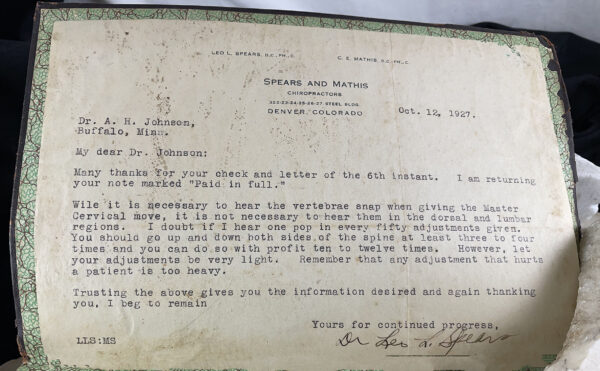 LEO L. SPEARS, D.C., PH.C.
C. E. MATHIS, D.C., PH.C.
SPEARS AND MATHIS
CHIROPRACTORS
DENVER, COLORADO
Oct. 12, 1927.
Dr. A. H. Johnson,
Buffalo, Minn.
My dear Dr. Johnson:
Many thanks for your check and letter of the 6th instant. I am returning
your note marked "Paid in full."
Wile it is necessary to hear the vertebrae snap when giving the Master
Cervical move, it is not necessary to hear them in the dorsal and lumbar
regions. I doubt if I hear one pop in every fifty adjustments given.
You should go up and down both sides of the spine at least three to four
times and you can do so with profit ten to twelve times. However, let
your adjustments be very light. Remember that any adjustment that hurts
a patient is too heavy.
Trusting the above gives you the information desired and again thanking
you, I beg to remain
Yours for continued progress,
Dr Leo L. Spears
LLS:MS